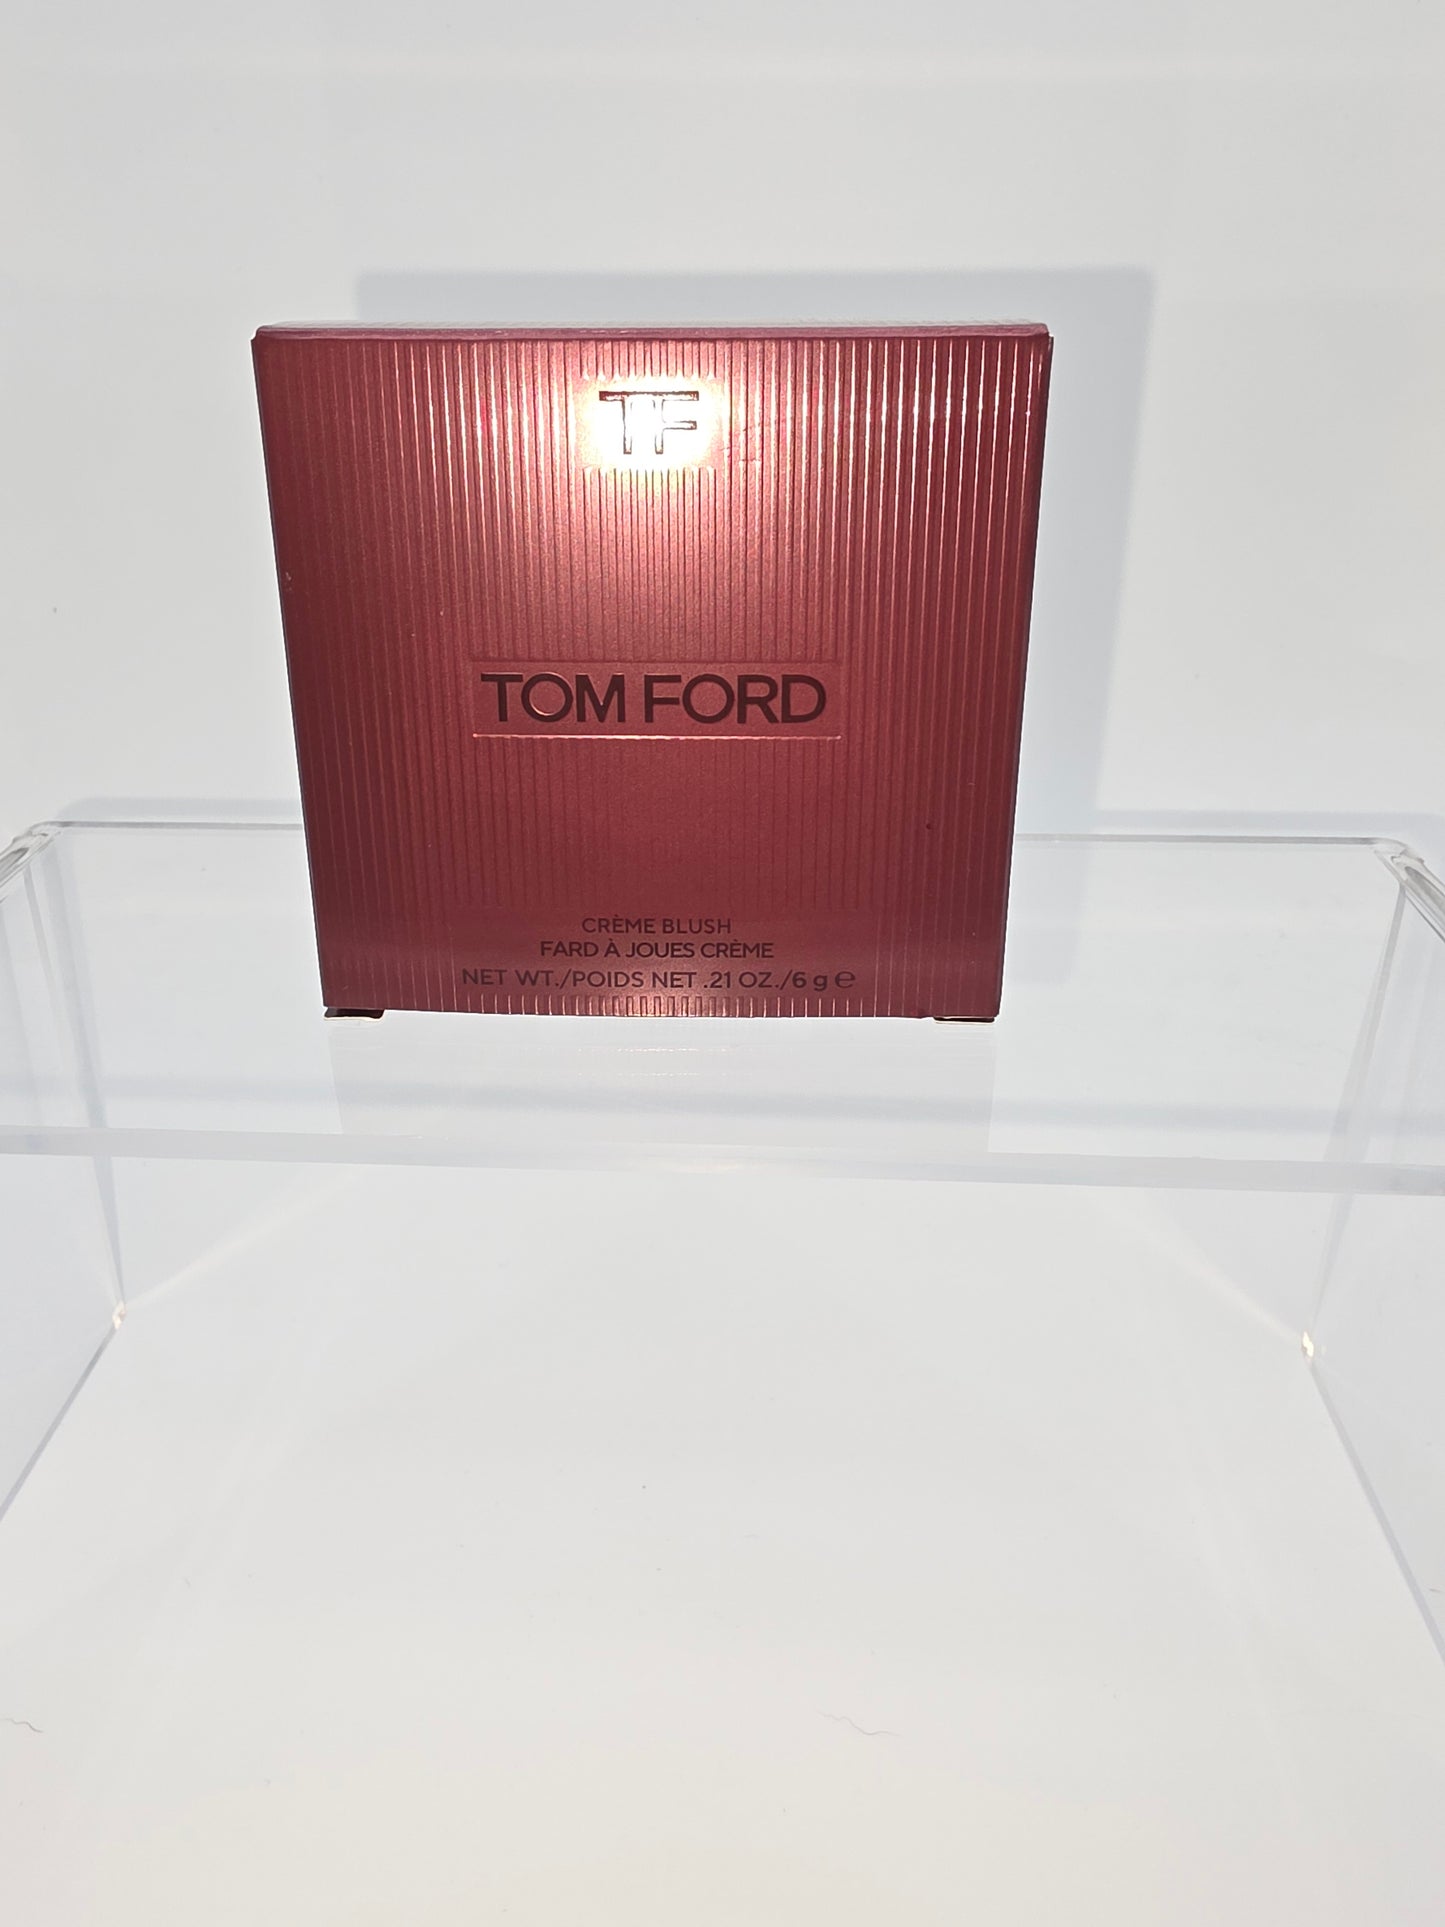 TF
TOM FORD
CRÈME BLUSH
FARD À JOUES CRÈME
NET WT./POIDS NET .21 OZ./6 g ℮